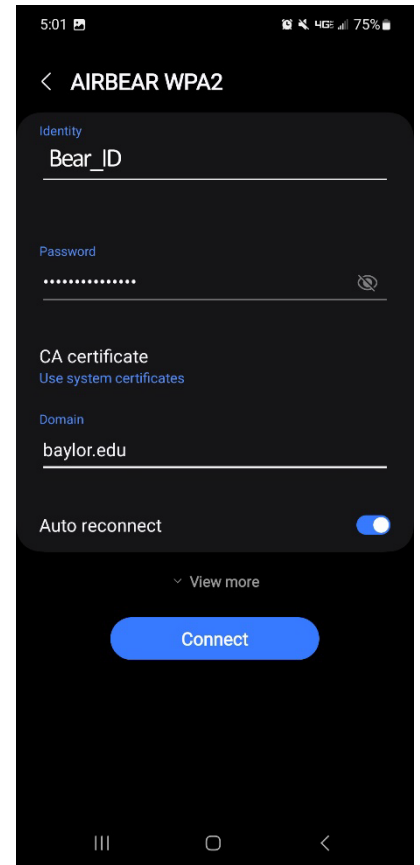 5:01 4GE 75%
AIRBEAR WPA2
Identity
Bear_ID
Password
•••••••••••••••
CA certificate
Use system certificates
Domain
baylor.edu
Auto reconnect
View more
Connect